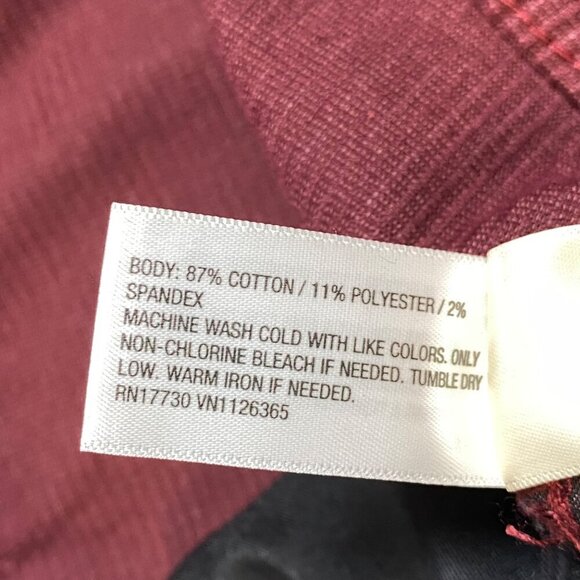 BODY: 87% COTTON / 11% POLYESTER / 2%
SPANDEX
MACHINE WASH COLD WITH LIKE COLORS. ONLY
NON-CHLORINE BLEACH IF NEEDED. TUMBLE DRY
LOW. WARM IRON IF NEEDED.
RN17730 VN1126365